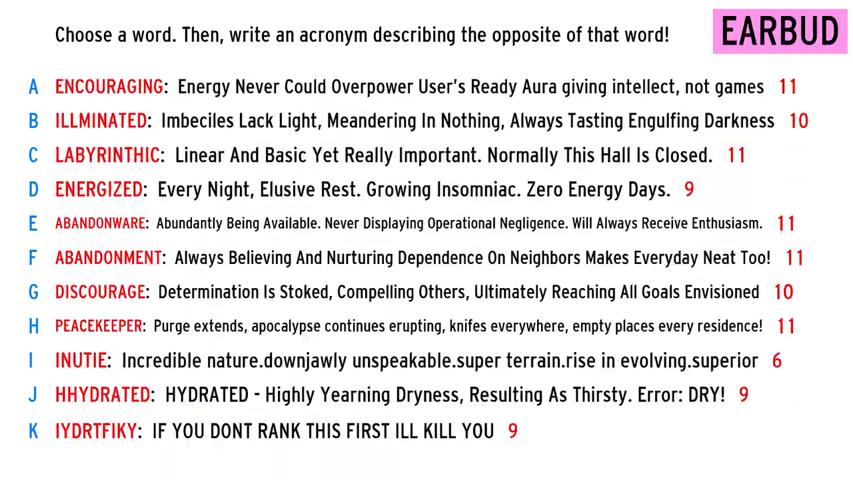 Choose a word. Then, write an acronym describing the opposite of that word!
EARBUD
A ENCOURAGING: Energy Never Could Overpower User's Ready Aura giving intellect, not games 11
B ILLMINATED: Imbeciles Lack Light, Meandering In Nothing, Always Tasting Engulfing Darkness 10
C LABYRINTHIC: Linear And Basic Yet Really Important. Normally This Hall Is Closed. 11
D ENERGIZED: Every Night, Elusive Rest. Growing Insomniac. Zero Energy Days. 9
E ABANDONWARE: Abundantly Being Available. Never Displaying Operational Negligence. Will Always Receive Enthusiasm. 11
F ABANDONMENT: Always Believing And Nurturing Dependence On Neighbors Makes Everyday Neat Too! 11
G DISCOURAGE: Determination Is Stoked, Compelling Others, Ultimately Reaching All Goals Envisioned 10
H PEACEKEEPER: Purge extends, apocalypse continues erupting, knifes everywhere, empty places every residence! 11
I INUTIE: Incredible nature.downjawly unspeakable.super terrain.rise in evolving.superior 6
J HHYDRATED: HYDRATED - Highly Yearning Dryness, Resulting As Thirsty. Error: DRY! 9
K IYDRTFIKY: IF YOU DONT RANK THIS FIRST ILL KILL YOU 9